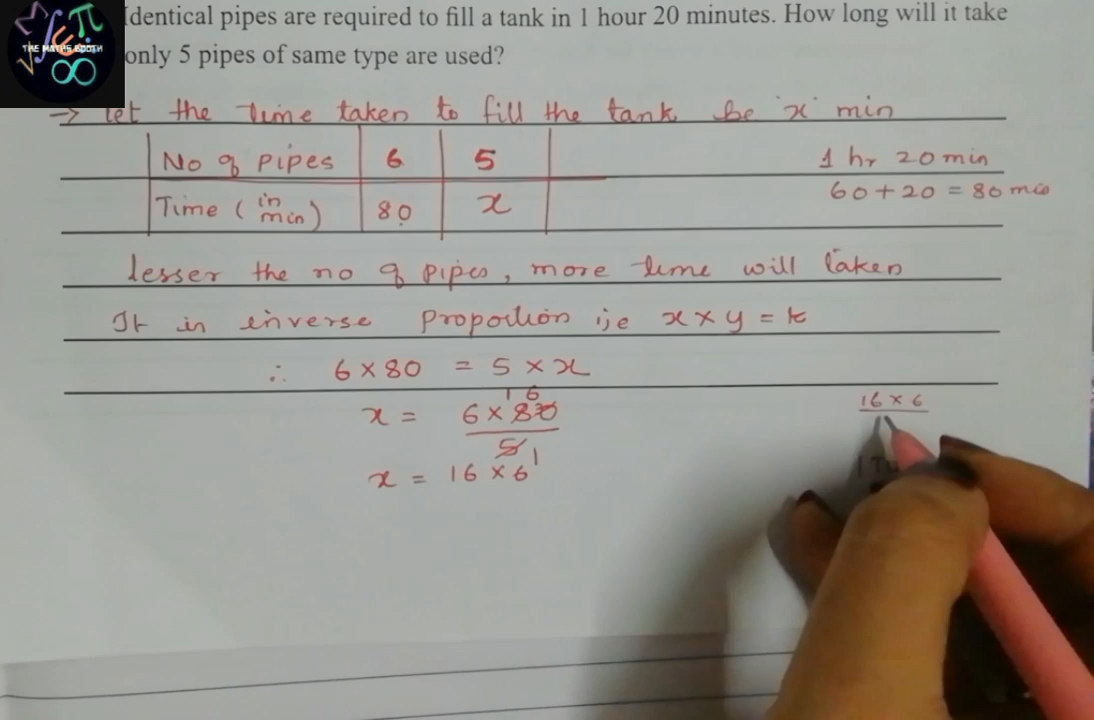 identical pipes are required to fill a tank in 1 hour 20 minutes. How long will it take
only 5 pipes of same type are used?
THE MATHS BOOTH
→ Let the time taken to fill the tank be 'x' min
No of pipes 6 5
1 hr 20 min
Time (in min) 80 x
60 + 20 = 80 min
lesser the no of pipes, more time will taken
It in inverse proportion i;e x × y = k
∴ 6 × 80 = 5 × x
x = 6 × 80 / 5
16
1
16 × 6
x = 16 × 6